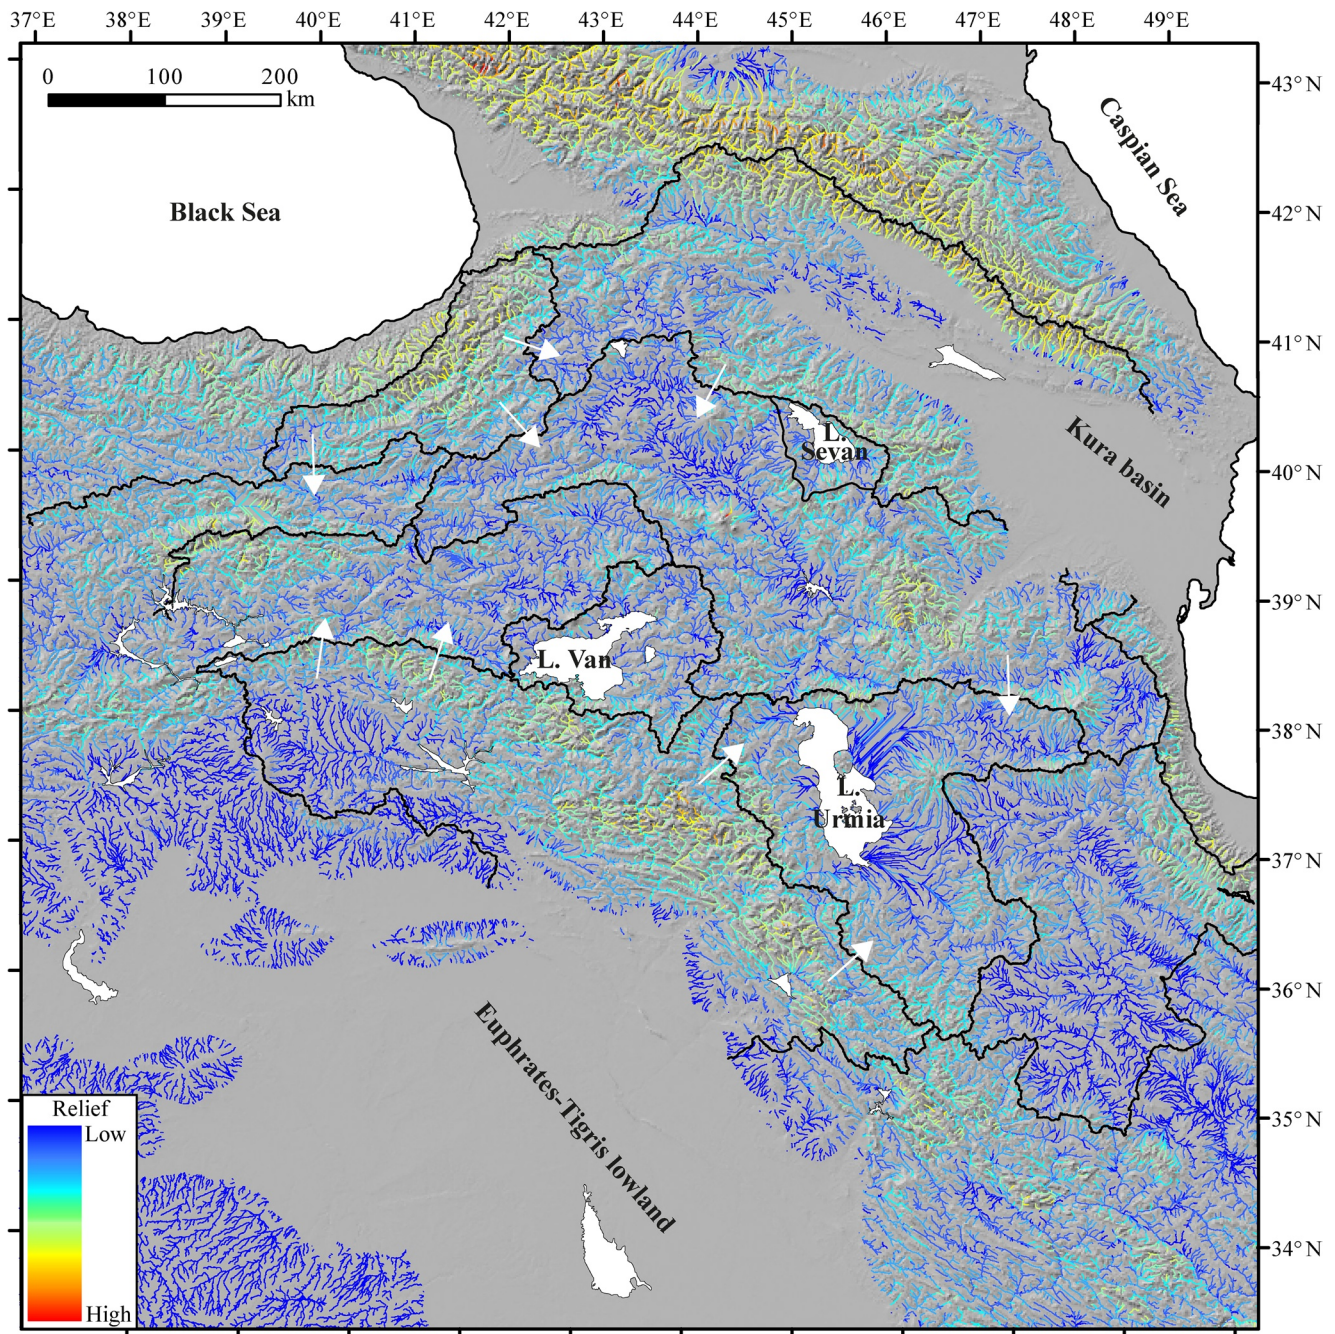 37°E 38°E 39°E 40°E 41°E 42°E 43°E 44°E 45°E 46°E 47°E 48°E 49°E
0 100 200
km
43°N
Caspian Sea
Black Sea
42°N
41°N
L.
Sevan
Kura basin
40°N
39°N
L. Van
38°N
L.
Urmia
37°N
36°N
Euphrates-Tigris lowland
35°N
34°N
Relief
Low
High